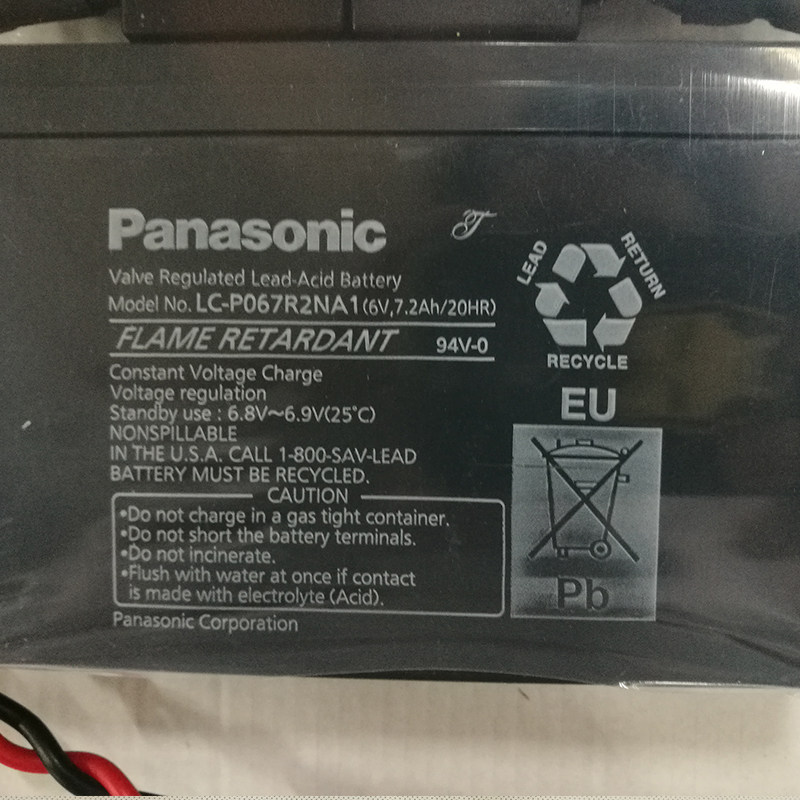 Panasonic
Valve Regulated Lead-Acid Battery
Model No. LC-P067R2NA1(6V,7.2Ah/20HR)
FLAME RETARDANT 94V-0
Constant Voltage Charge
Voltage regulation
Standby use : 6.8V～6.9V(25°C)
NONSPILLABLE
IN THE U.S.A. CALL 1-800-SAV-LEAD
BATTERY MUST BE RECYCLED.
CAUTION
•Do not charge in a gas tight container.
•Do not short the battery terminals.
•Do not incinerate.
•Flush with water at once if contact
is made with electrolyte (Acid).
Panasonic Corporation
LEAD
RETURN
RECYCLE
EU
Pb